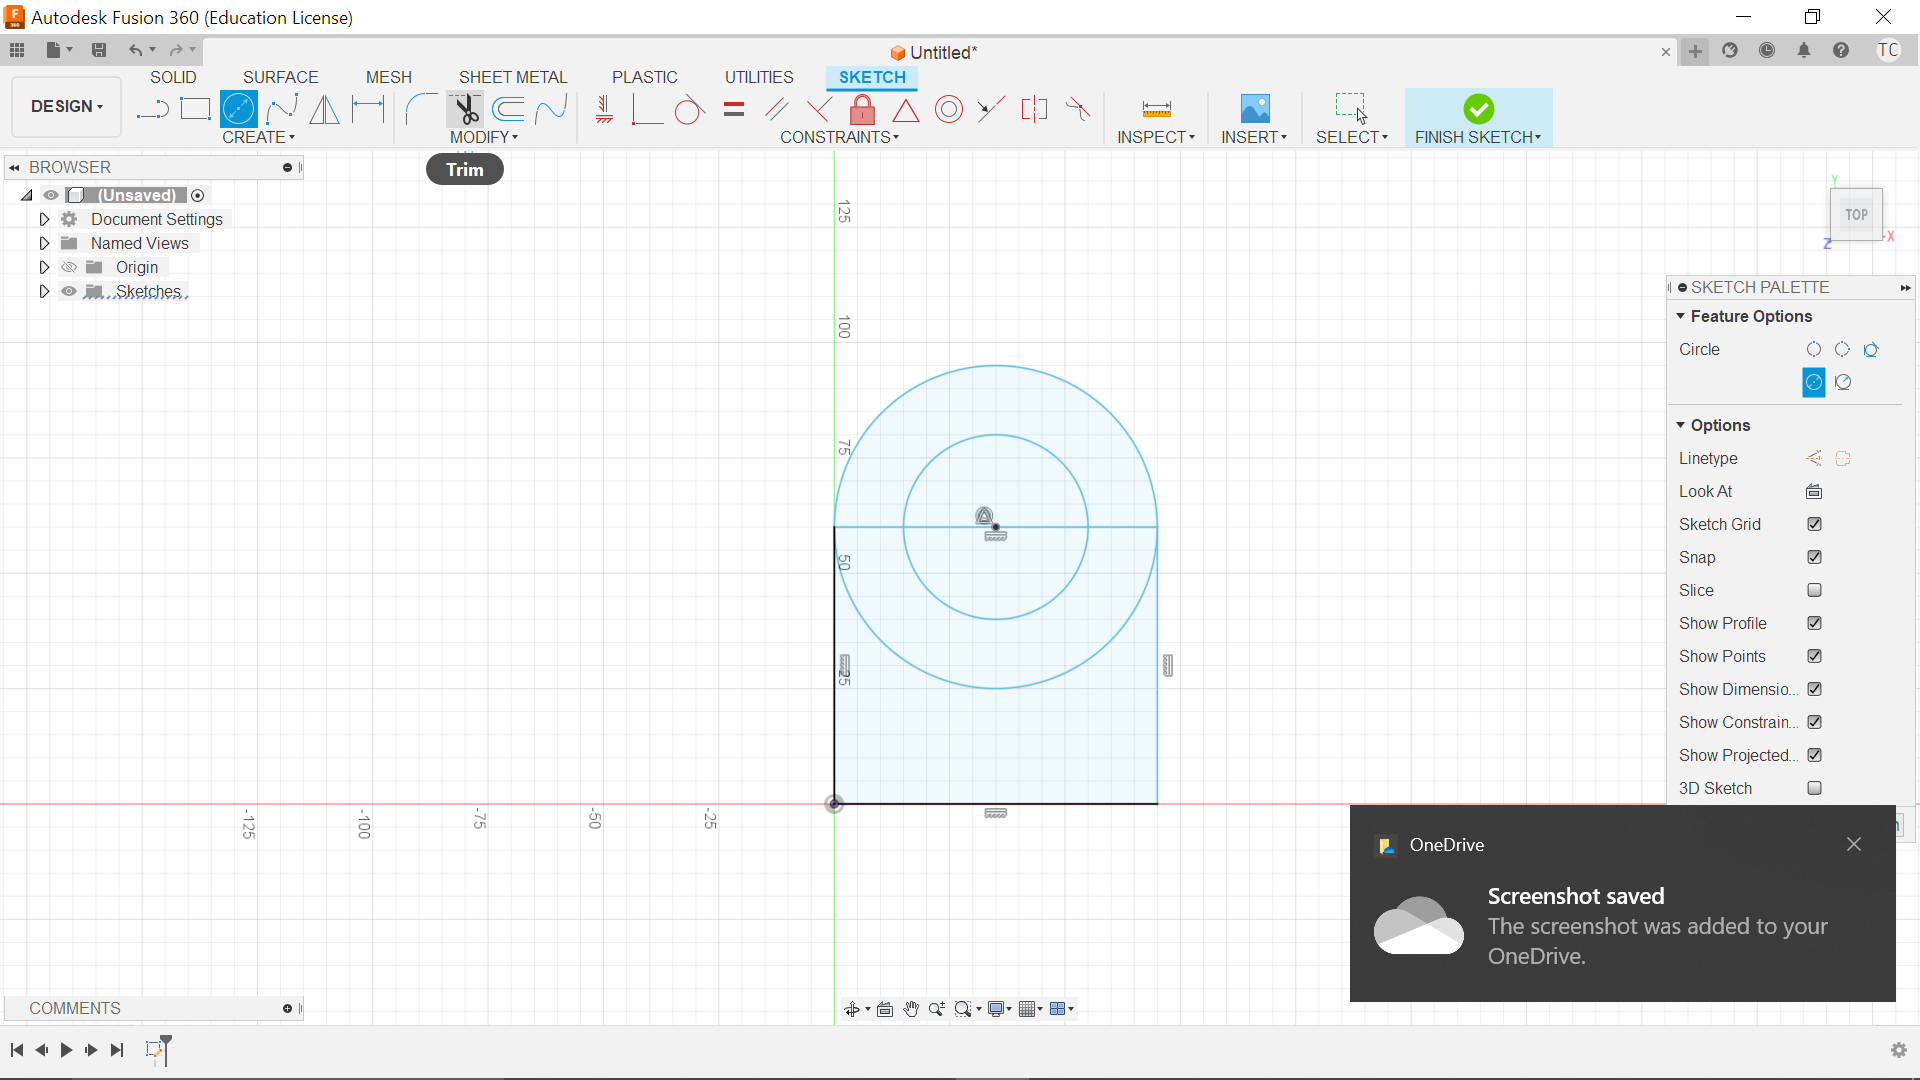 Autodesk Fusion 360 (Education License)
Untitled*
TC
DESIGN
SOLID
SURFACE
MESH
SHEET METAL
PLASTIC
UTILITIES
SKETCH
CREATE
MODIFY
CONSTRAINTS
INSPECT
INSERT
SELECT
FINISH SKETCH
Trim
BROWSER
(Unsaved)
Document Settings
Named Views
Origin
Sketches
125
100
75
50
25
-125
-100
-75
-50
-25
Y
TOP
Z
-X
SKETCH PALETTE
Feature Options
Circle
Options
Linetype
Look At
Sketch Grid
Snap
Slice
Show Profile
Show Points
Show Dimensio...
Show Constrain...
Show Projected...
3D Sketch
OneDrive
Screenshot saved
The screenshot was added to your
OneDrive.
COMMENTS